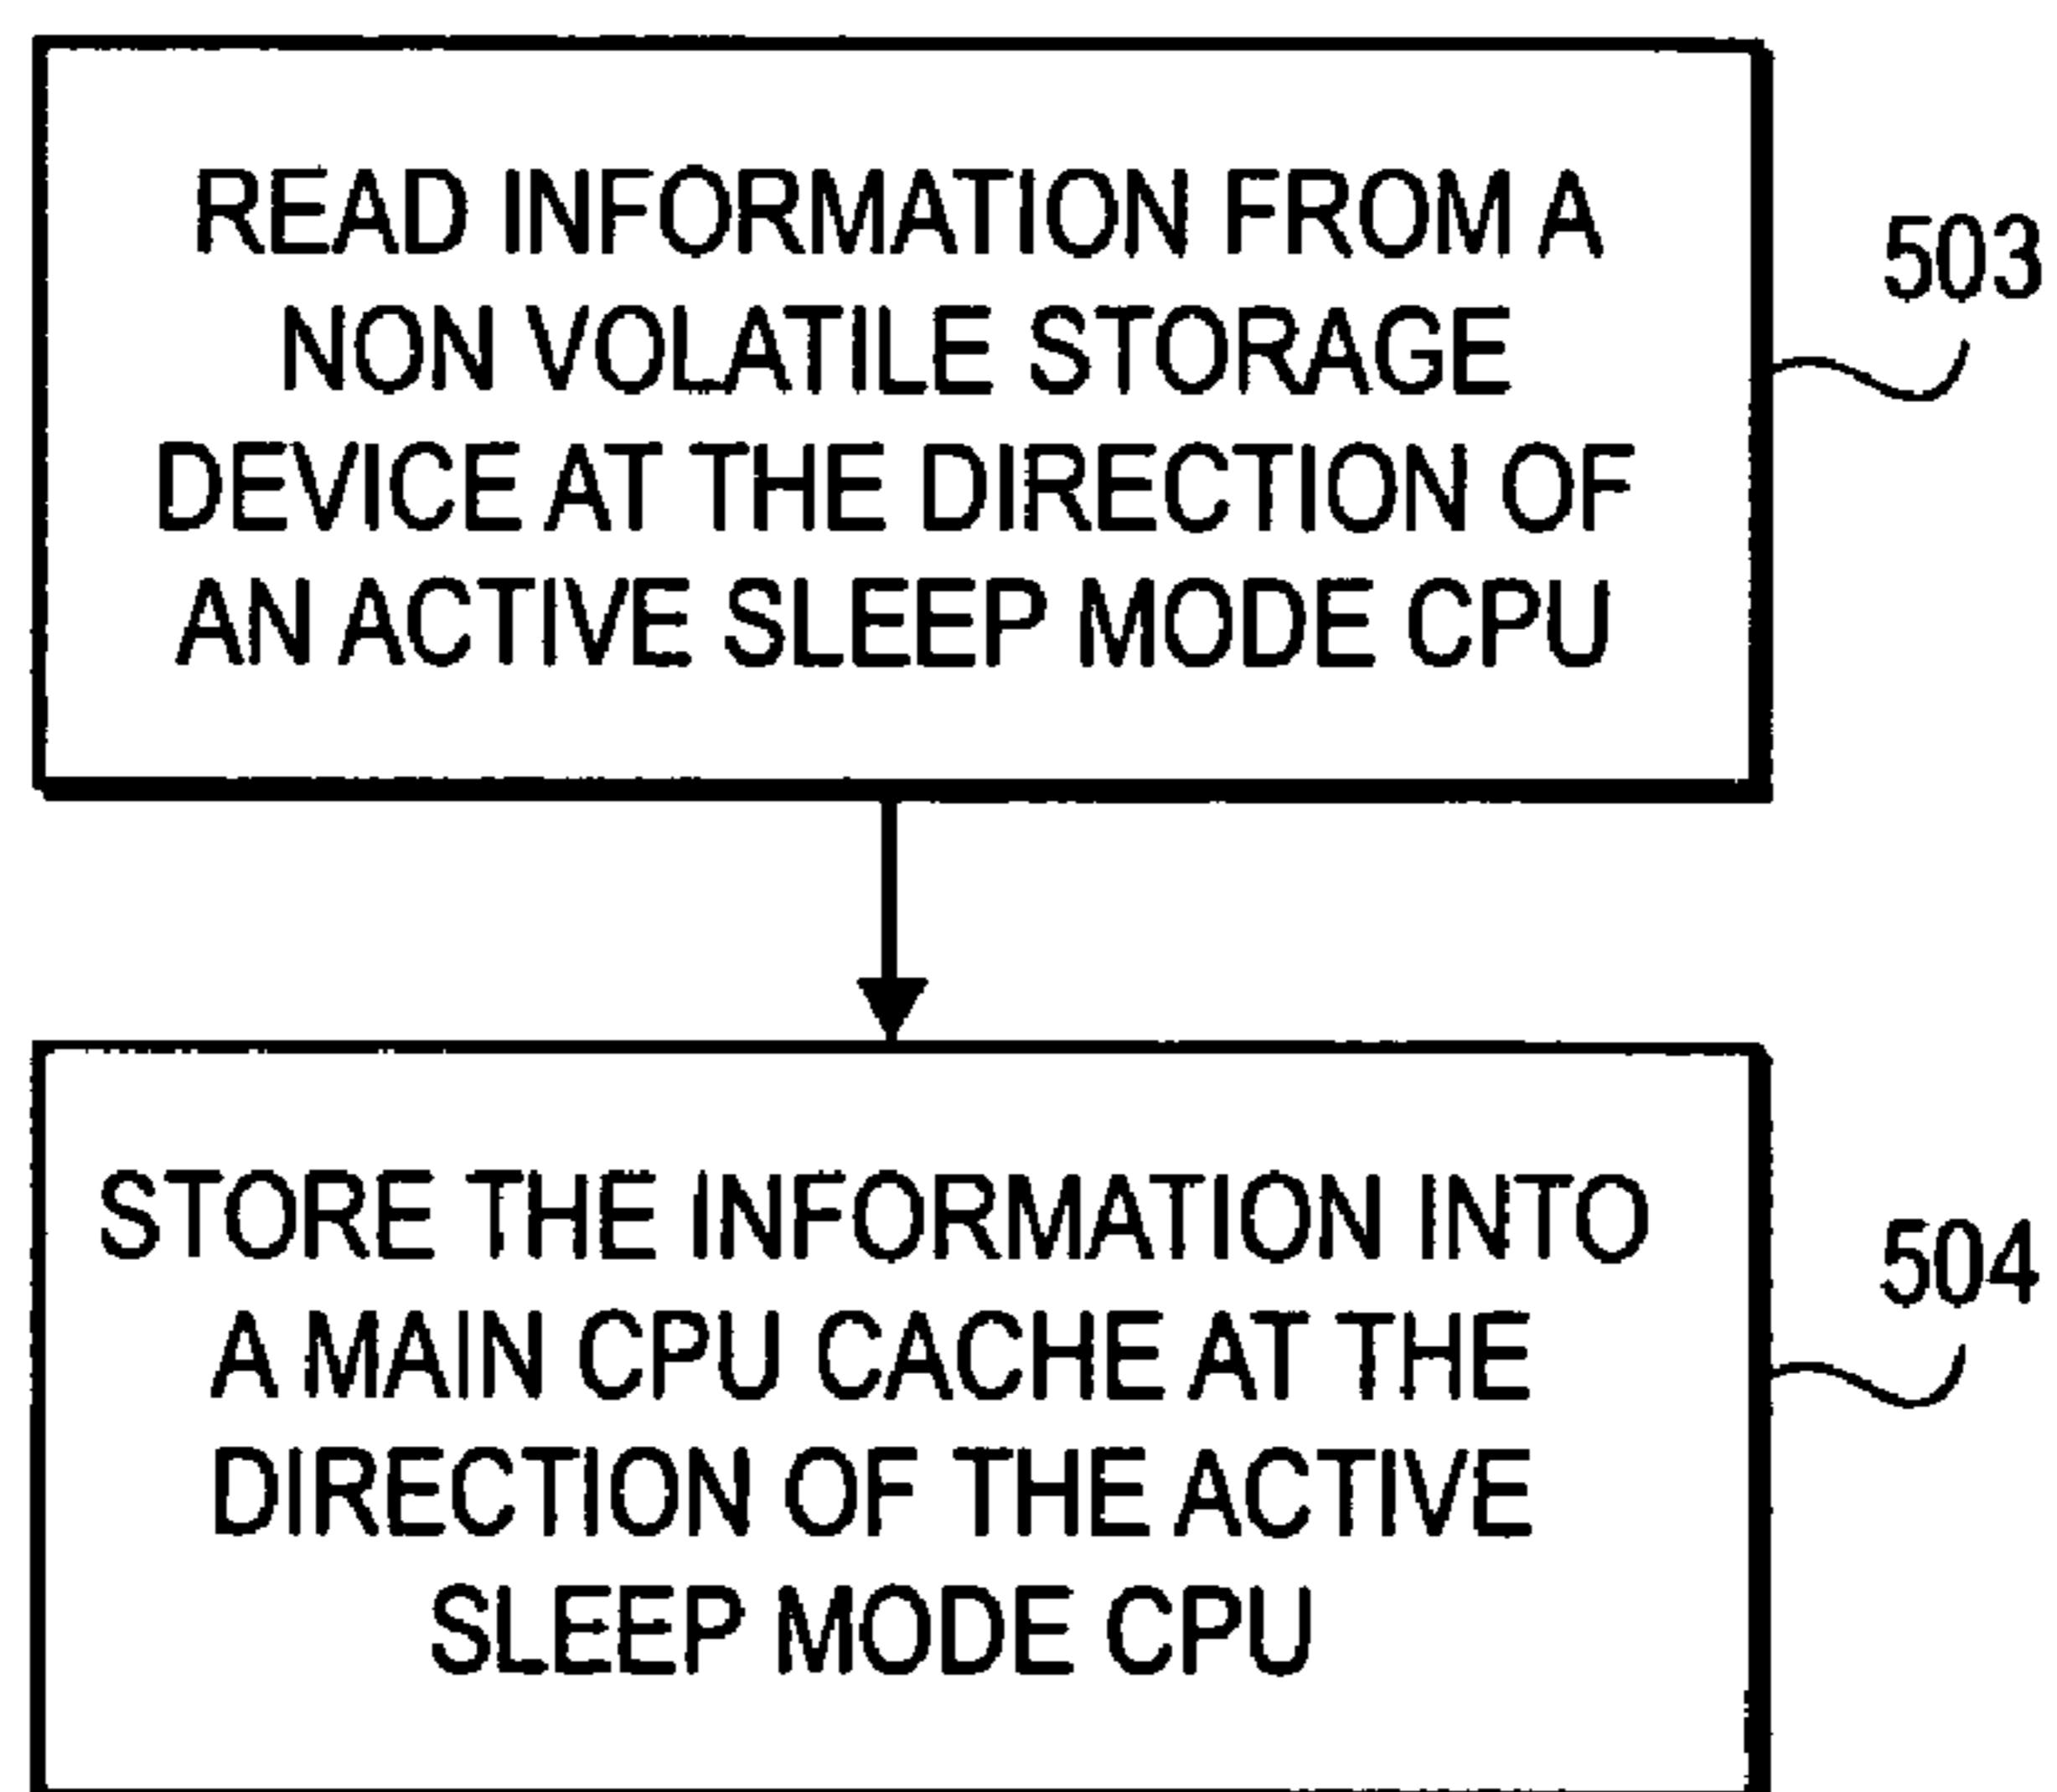 READ INFORMATION FROM A
NON VOLATILE STORAGE
DEVICE AT THE DIRECTION OF
AN ACTIVE SLEEP MODE CPU
503
STORE THE INFORMATION INTO
A MAIN CPU CACHE AT THE
DIRECTION OF THE ACTIVE
SLEEP MODE CPU
504